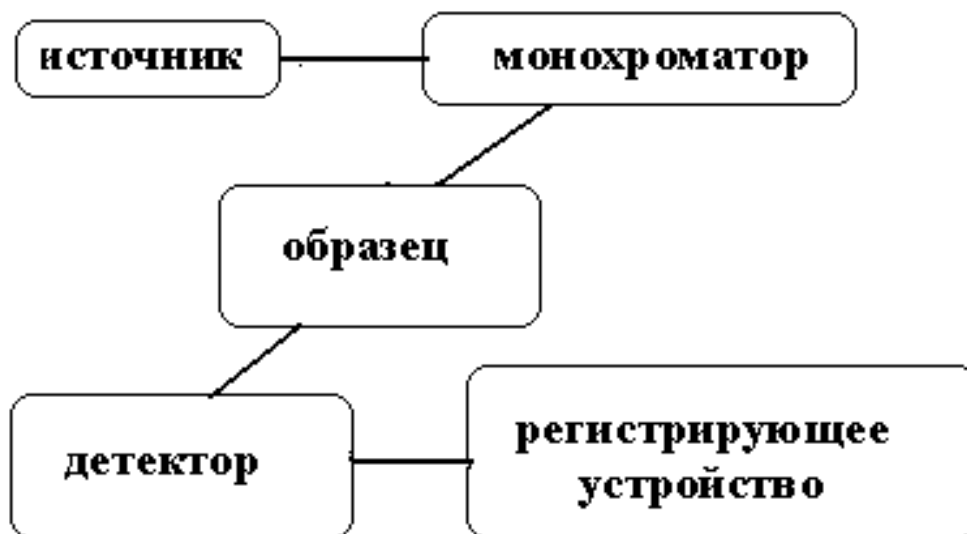 источник
монохроматор
образец
детектор
регистрирующее
устройство